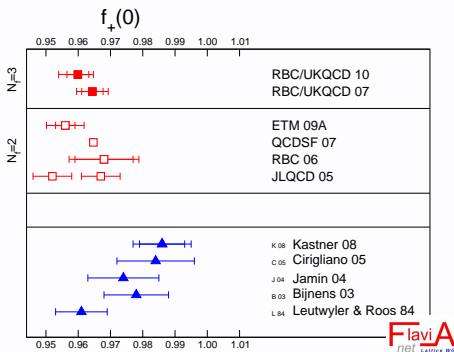 f₊(0)
0.95 0.96 0.97 0.98 0.99 1.00 1.01
N_f=3
RBC/UKQCD 10
RBC/UKQCD 07
N_f=2
ETM 09A
QCDSF 07
RBC 06
JLQCD 05
K 08 Kastner 08
C 05 Cirigliano 05
J 04 Jamin 04
B 03 Bijnens 03
L 84 Leutwyler & Roos 84
0.95 0.96 0.97 0.98 0.99 1.00 1.01
FlaviA
net Lattice